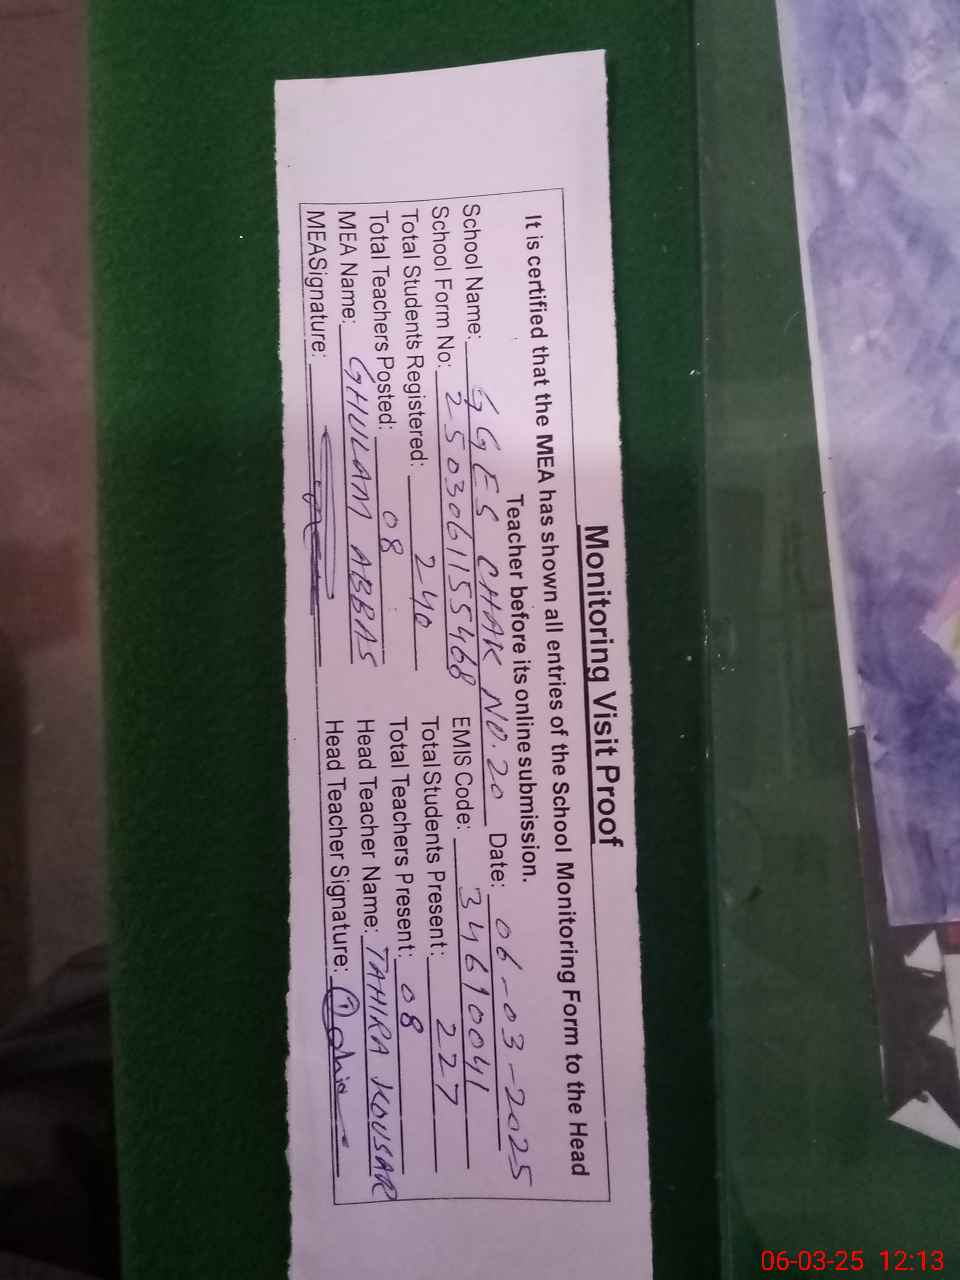 Monitoring Visit Proof
It is certified that the MEA has shown all entries of the School Monitoring Form to the Head
Teacher before its online submission.
School Name: GGES CHAK NO.20 Date: 06-03-2025
School Form No: 2503061155468 EMIS Code: 34610041
Total Students Registered: 240 Total Students Present: 227
Total Teachers Posted: 08 Total Teachers Present: 08
MEA Name: GHULAM ABBAS Head Teacher Name: TAHIRA KOUSAR
MEASignature: Head Teacher Signature:
06-03-25 12:13